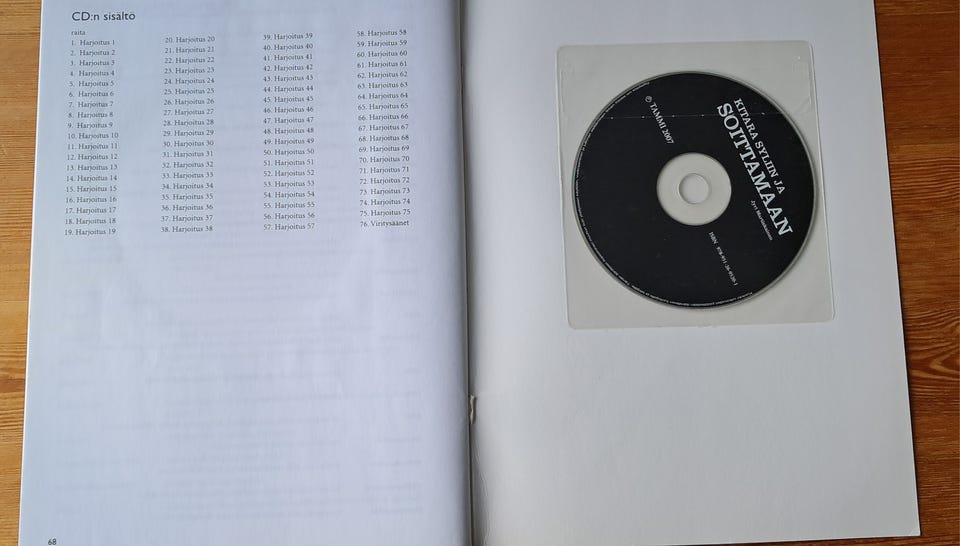 CD:n sisältö
raita
1. Harjoitus 1
2. Harjoitus 2
3. Harjoitus 3
4. Harjoitus 4
5. Harjoitus 5
6. Harjoitus 6
7. Harjoitus 7
8. Harjoitus 8
9. Harjoitus 9
10. Harjoitus 10
11. Harjoitus 11
12. Harjoitus 12
13. Harjoitus 13
14. Harjoitus 14
15. Harjoitus 15
16. Harjoitus 16
17. Harjoitus 17
18. Harjoitus 18
19. Harjoitus 19
20. Harjoitus 20
21. Harjoitus 21
22. Harjoitus 22
23. Harjoitus 23
24. Harjoitus 24
25. Harjoitus 25
26. Harjoitus 26
27. Harjoitus 27
28. Harjoitus 28
29. Harjoitus 29
30. Harjoitus 30
31. Harjoitus 31
32. Harjoitus 32
33. Harjoitus 33
34. Harjoitus 34
35. Harjoitus 35
36. Harjoitus 36
37. Harjoitus 37
38. Harjoitus 38
39. Harjoitus 39
40. Harjoitus 40
41. Harjoitus 41
42. Harjoitus 42
43. Harjoitus 43
44. Harjoitus 44
45. Harjoitus 45
46. Harjoitus 46
47. Harjoitus 47
48. Harjoitus 48
49. Harjoitus 49
50. Harjoitus 50
51. Harjoitus 51
52. Harjoitus 52
53. Harjoitus 53
54. Harjoitus 54
55. Harjoitus 55
56. Harjoitus 56
57. Harjoitus 57
58. Harjoitus 58
59. Harjoitus 59
60. Harjoitus 60
61. Harjoitus 61
62. Harjoitus 62
63. Harjoitus 63
64. Harjoitus 64
65. Harjoitus 65
66. Harjoitus 66
67. Harjoitus 67
68. Harjoitus 68
69. Harjoitus 69
70. Harjoitus 70
71. Harjoitus 71
72. Harjoitus 72
73. Harjoitus 73
74. Harjoitus 74
75. Harjoitus 75
76. Viritysäänet
68
KITARA SYLIIN JA
SOITTAMAAN
℗ TAMMI 2007
ISBN